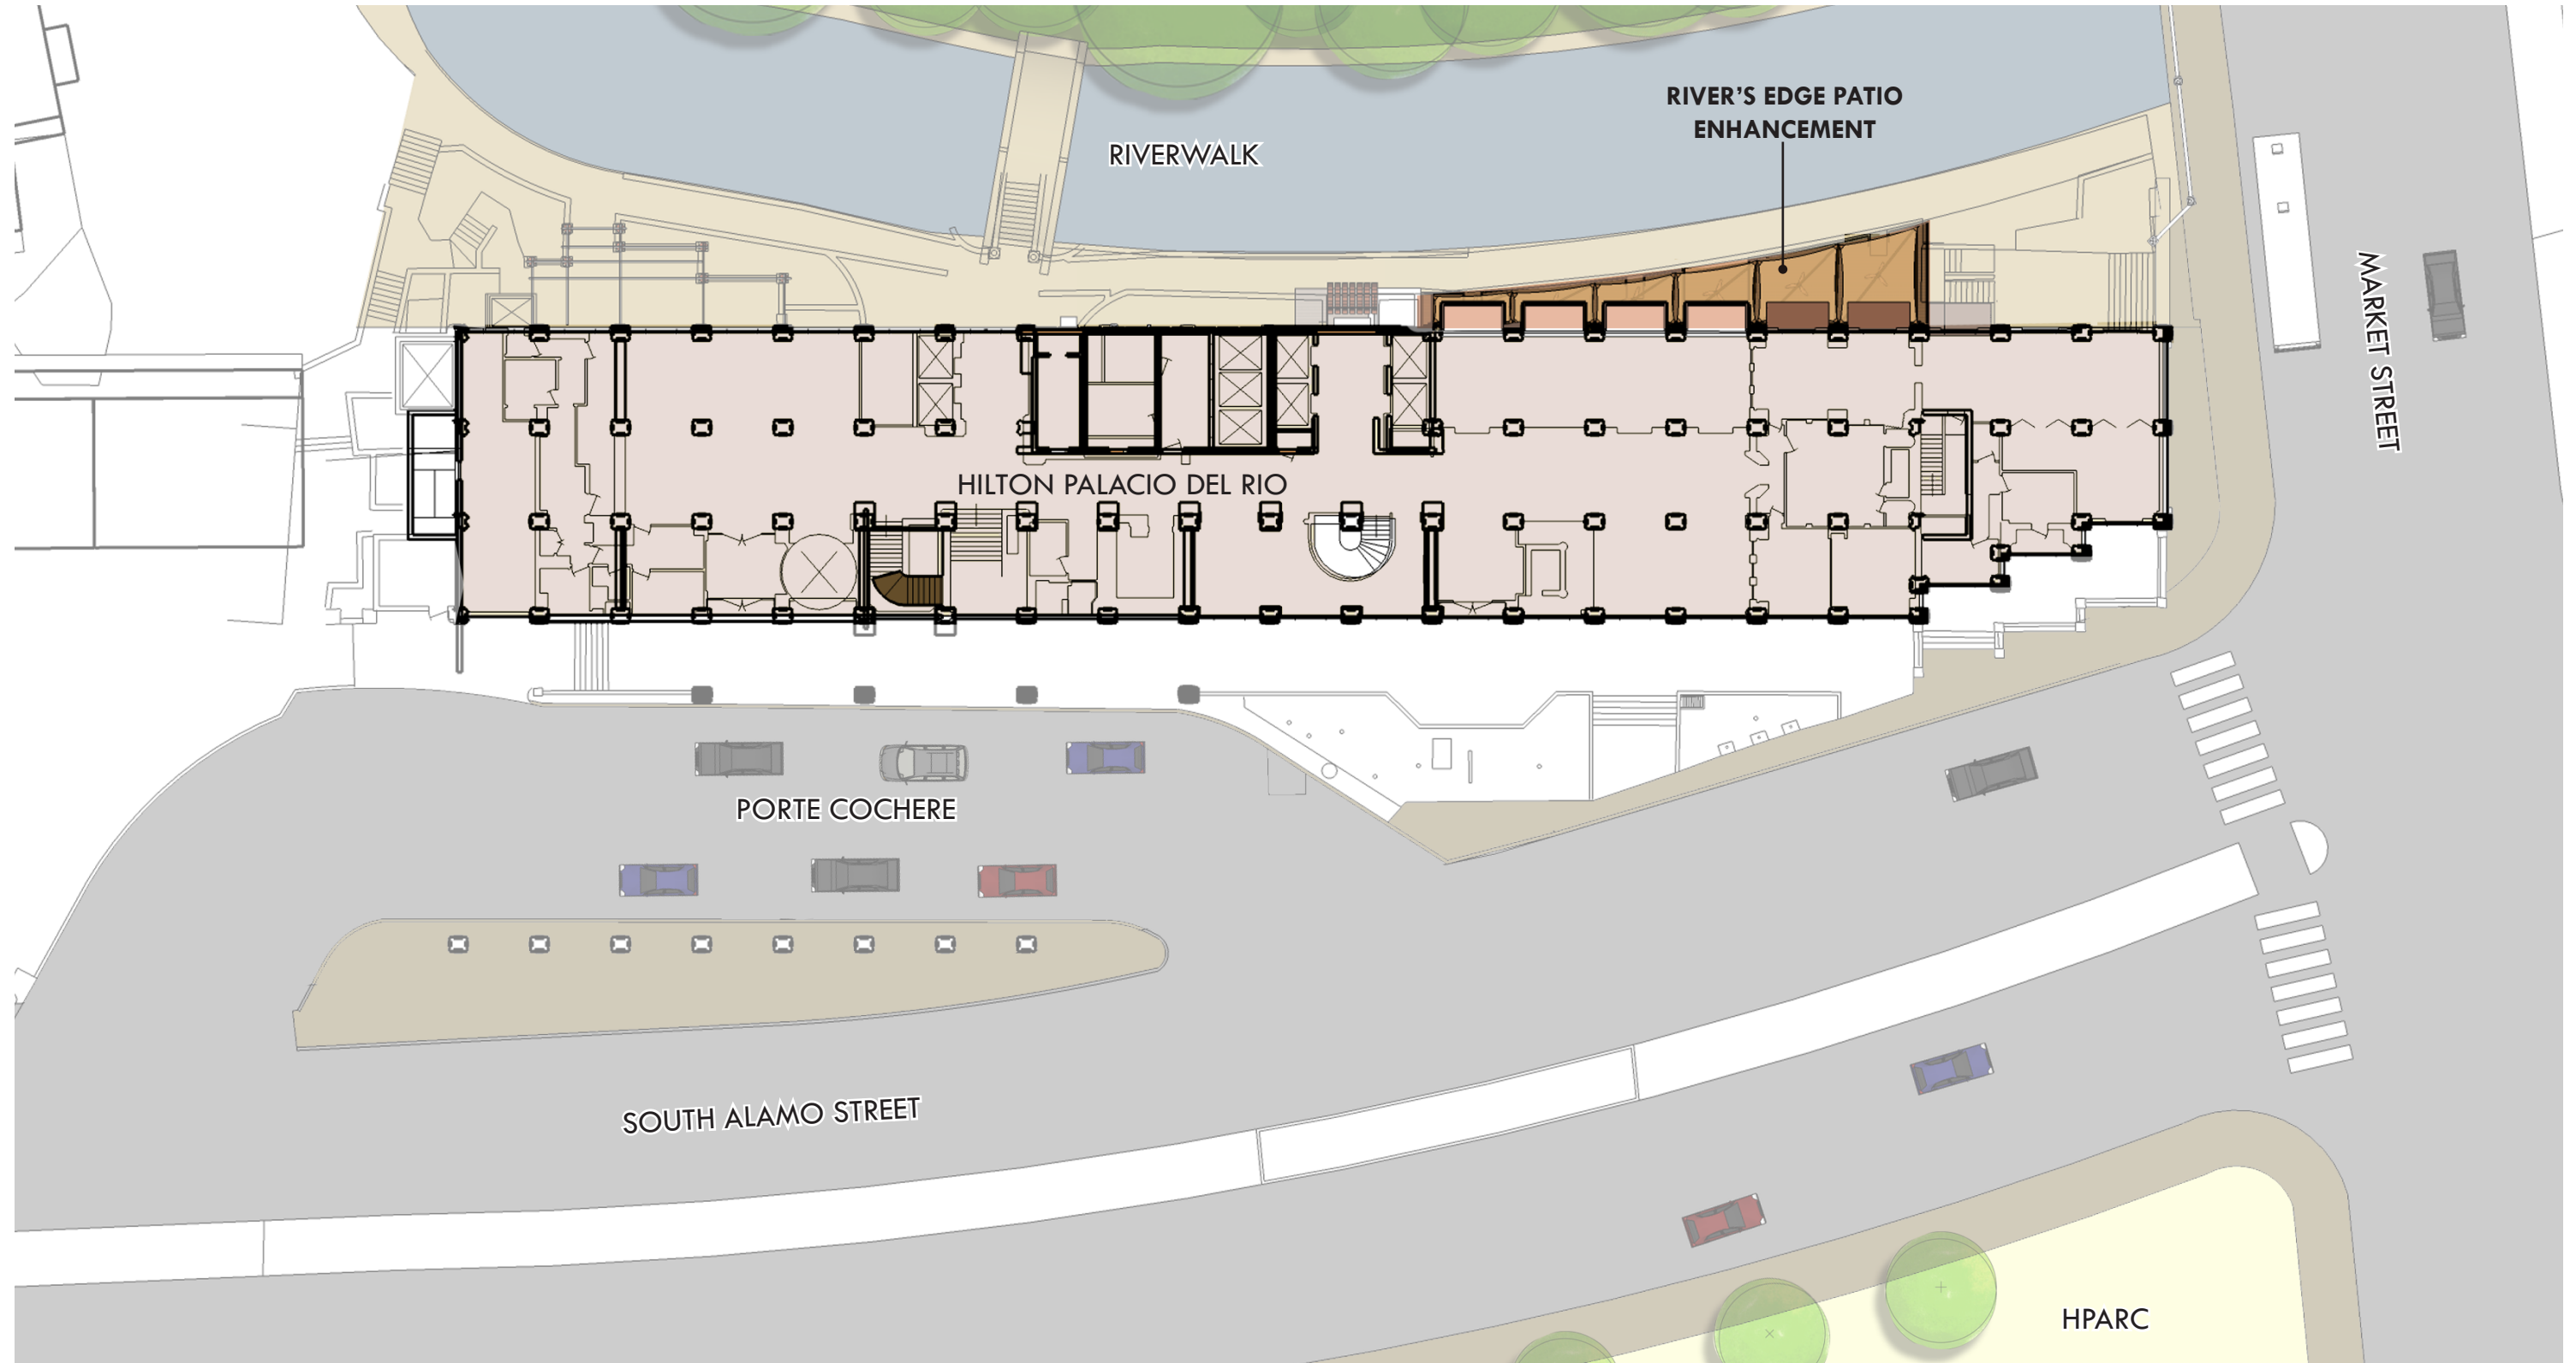 RIVER'S EDGE PATIO
ENHANCEMENT
RIVERWALK
MARKET STREET
HILTON PALACIO DEL RIO
PORTE COCHERE
SOUTH ALAMO STREET
HPARC